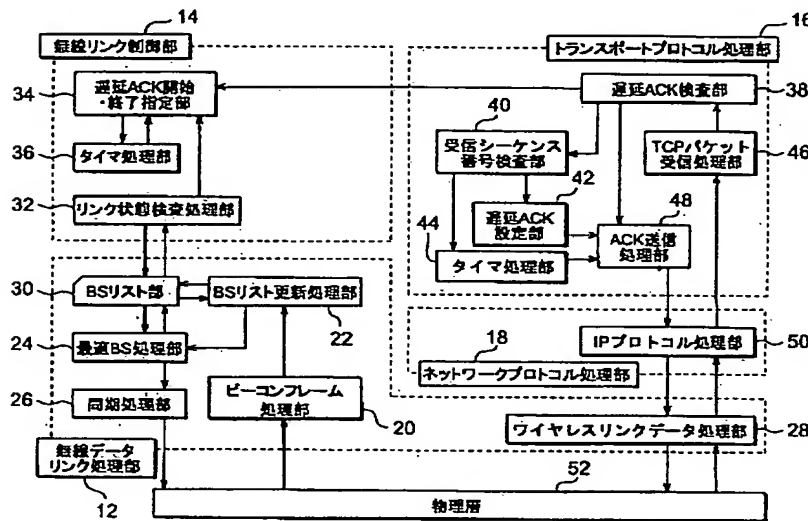 14
無線リンク制御部
16
トランスポートプロトコル処理部
34
遅延ACK開始
・終了指定部
遅延ACK検査部
38
40
36
タイマ処理部
受信シーケンス
番号検査部
TCPパケット
受信処理部
46
32
リンク状態検査処理部
42
遅延ACK
設定部
48
ACK送信
処理部
44
タイマ処理部
30
BSリスト部
BSリスト更新処理部
22
24
最適BS処理部
18
IPプロトコル処理部
50
ネットワークプロトコル処理部
26
同期処理部
ビーコンフレーム
処理部
20
ワイヤレスリンクデータ処理部
28
無線データ
リンク処理部
12
52
物理層